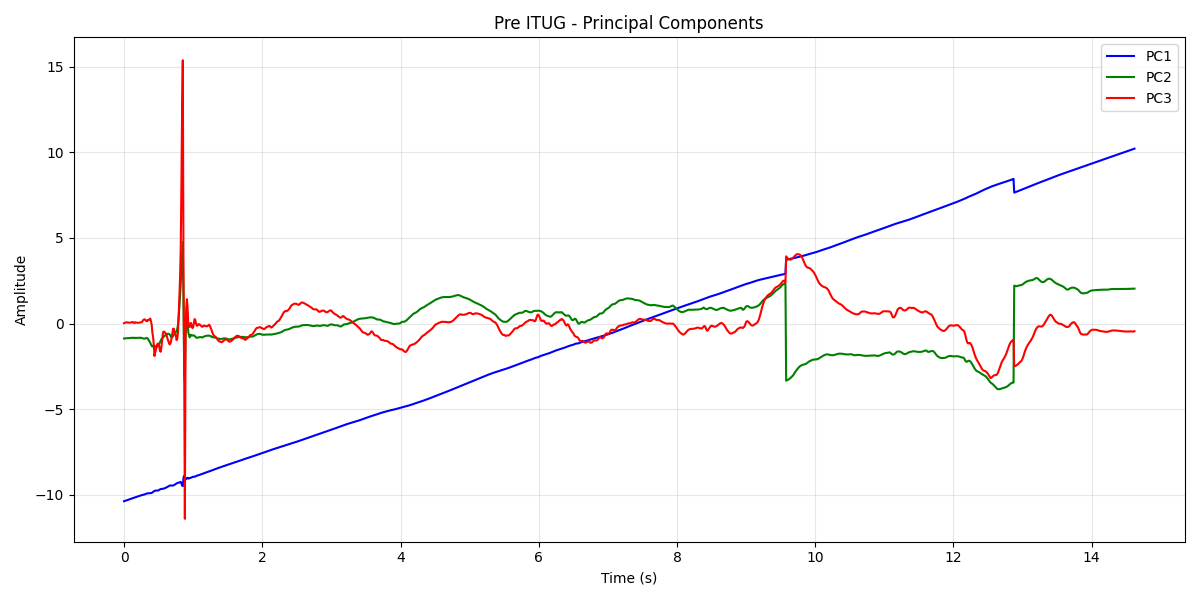 Pre ITUG - Principal Components
PC1
PC2
PC3
Amplitude
15
10
5
0
−5
−10
0 2 4 6 8 10 12 14
Time (s)